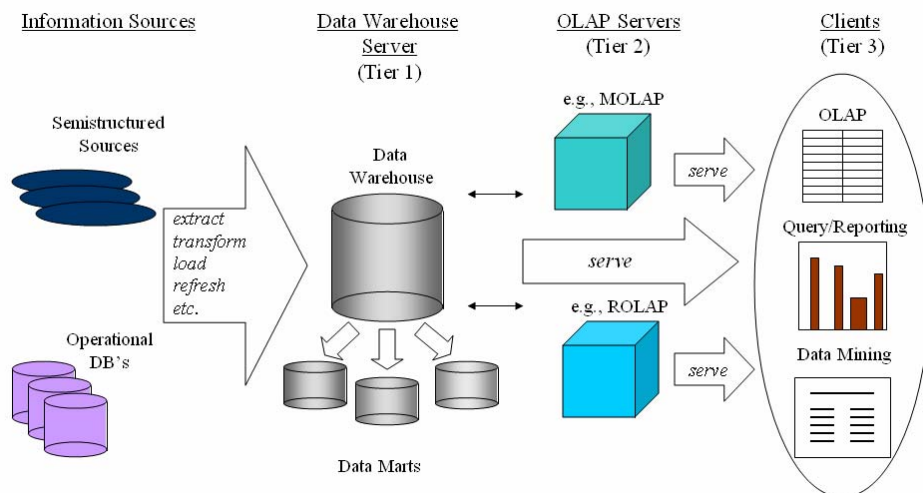 Information Sources
Data Warehouse
Server
(Tier 1)
OLAP Servers
(Tier 2)
Clients
(Tier 3)
Semistructured
Sources
extract
transform
load
refresh
etc.
Operational
DB's
Data
Warehouse
Data Marts
e.g., MOLAP
serve
serve
e.g., ROLAP
serve
OLAP
Query/Reporting
Data Mining